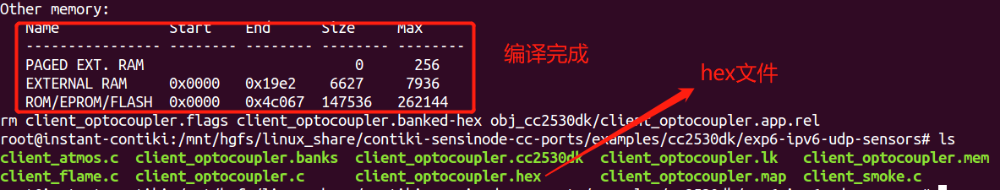 Other memory:
Name Start End Size Max
---------------- -------- -------- -------- --------
PAGED EXT. RAM 0 256
EXTERNAL RAM 0x0000 0x19e2 6627 7936
ROM/EPROM/FLASH 0x0000 0x4c067 147536 262144
编译完成
hex文件
rm client_optocoupler.flags client_optocoupler.banked-hex obj_cc2530dk/client_optocoupler.app.rel
root@instant-contiki:/mnt/hgfs/linux_share/contiki-sensinode-cc-ports/examples/cc2530dk/exp6-ipv6-udp-sensors# ls
client_atmos.c client_optocoupler.banks client_optocoupler.cc2530dk client_optocoupler.lk client_optocoupler.mem
client_flame.c client_optocoupler.c client_optocoupler.hex client_optocoupler.map client_smoke.c